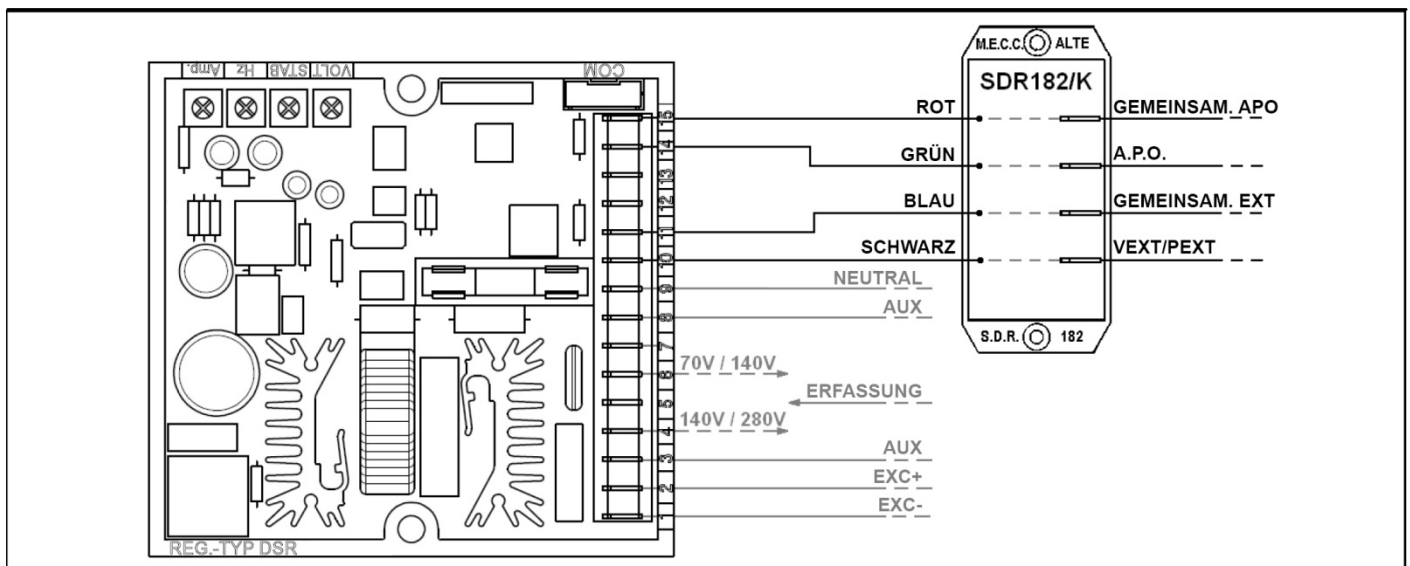 Amp.
Hz
STAB
VOLT
COM
M.E.C.C. ALTE
SDR182/K
ROT
GEMEINSAM. APO
GRÜN
A.P.O.
BLAU
GEMEINSAM. EXT
SCHWARZ
VEXT/PEXT
S.D.R. 182
15
14
13
12
11
10
9
8
7
6
5
4
3
2
1
NEUTRAL
AUX
70V / 140V
ERFASSUNG
140V / 280V
AUX
EXC+
EXC-
REG.-TYP DSR